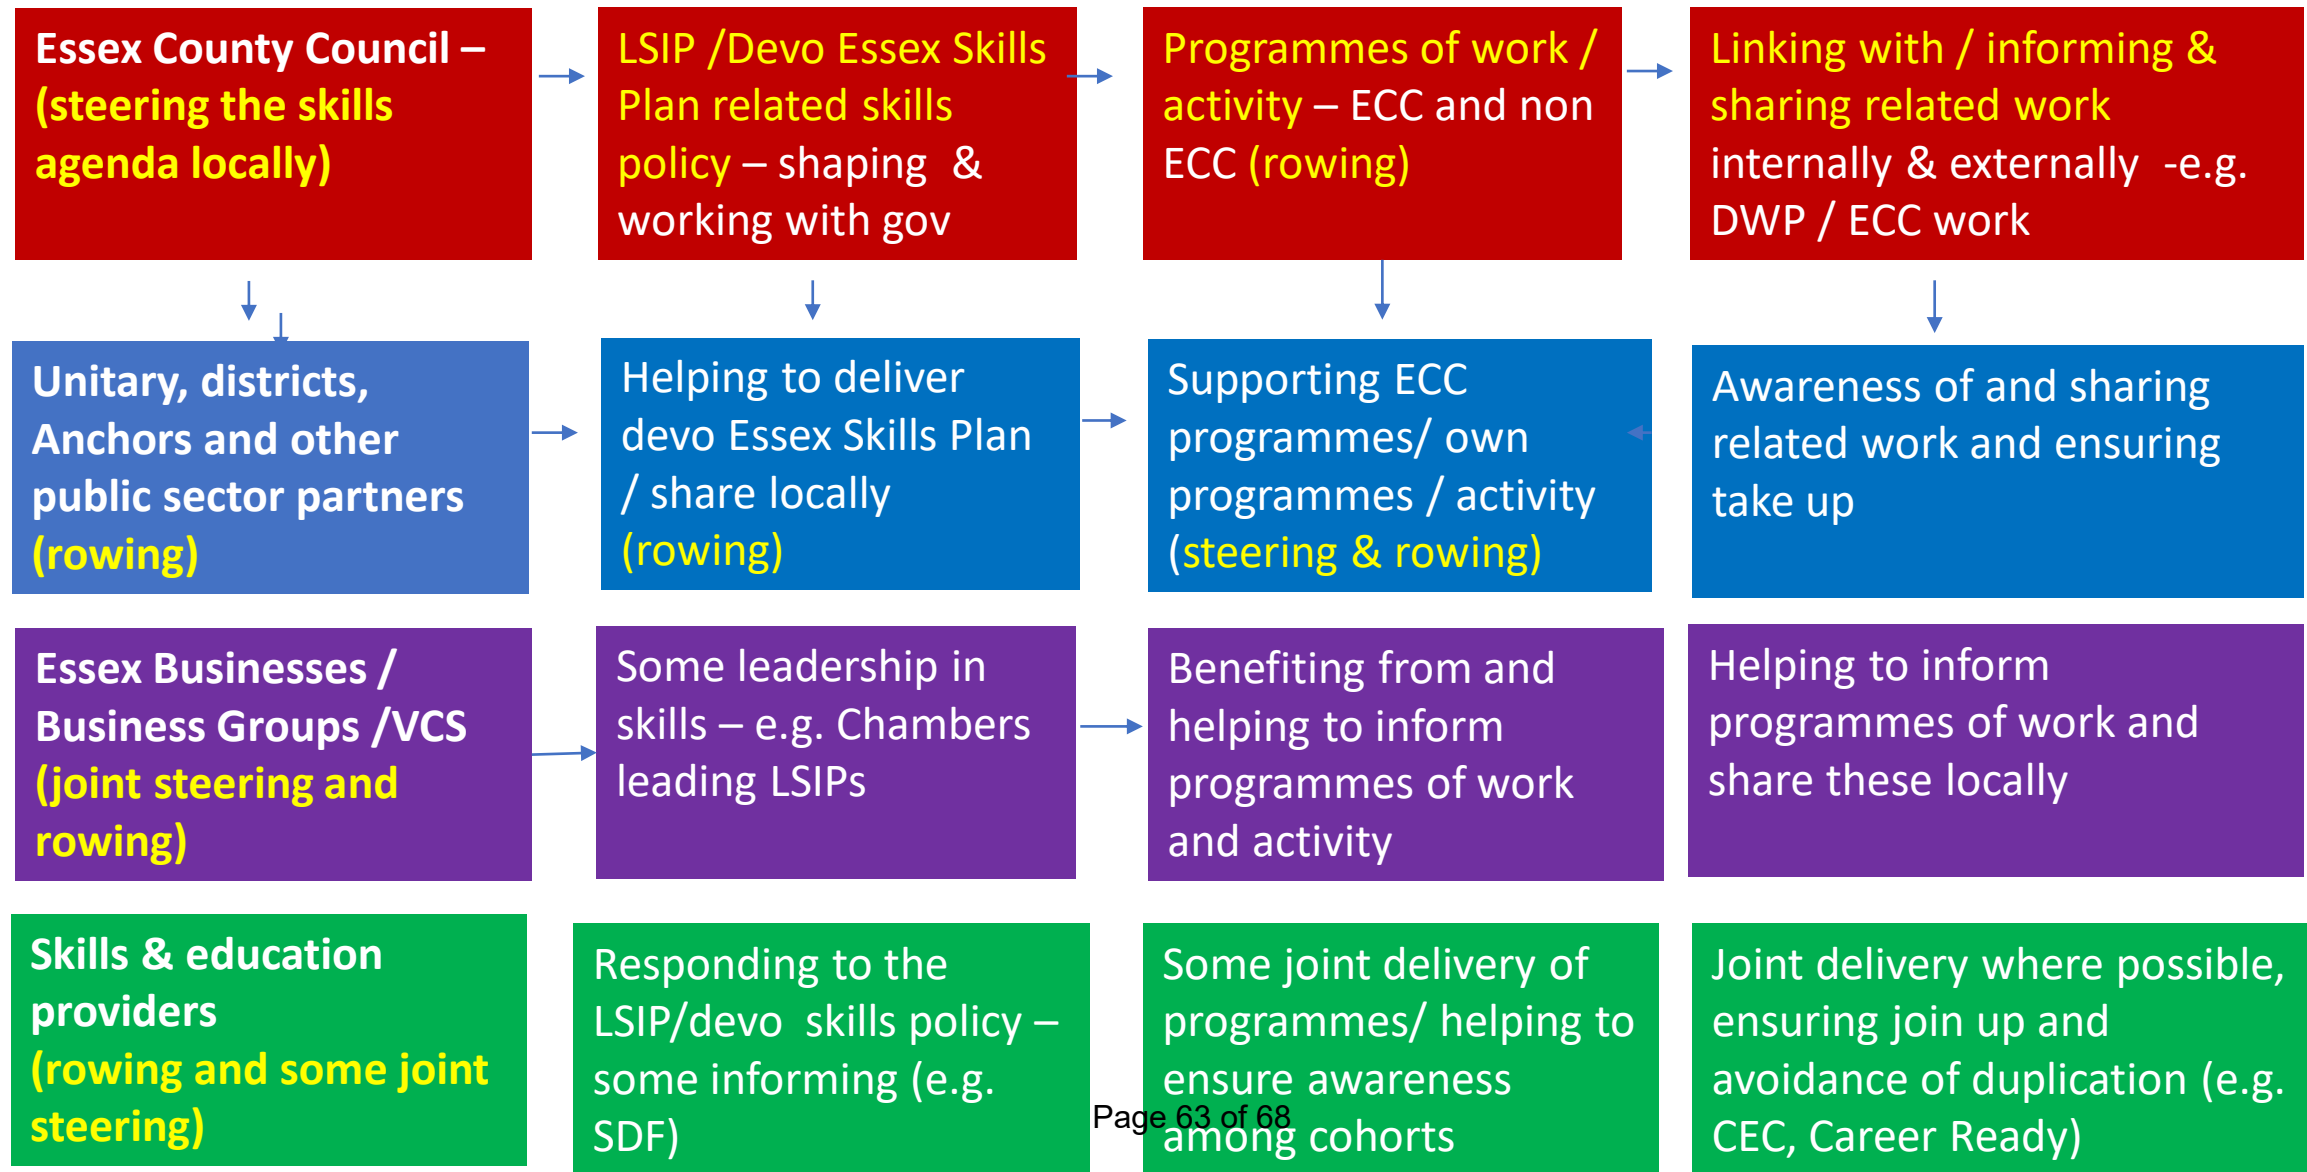 Essex County Council –
(steering the skills
agenda locally)
LSIP /Devo Essex Skills
Plan related skills
policy – shaping  &
working with gov
Programmes of work /
activity – ECC and non
ECC (rowing)
Linking with / informing &
sharing related work
internally & externally  -e.g.
DWP / ECC work
Unitary, districts,
Anchors and other
public sector partners
(rowing)
Helping to deliver
devo Essex Skills Plan
/ share locally
(rowing)
Supporting ECC
programmes/ own
programmes / activity
(steering & rowing)
Awareness of and sharing
related work and ensuring
take up
Essex Businesses /
Business Groups /VCS
(joint steering and
rowing)
Some leadership in
skills – e.g. Chambers
leading LSIPs
Benefiting from and
helping to inform
programmes of work
and activity
Helping to inform
programmes of work and
share these locally
Skills & education
providers
(rowing and some joint
steering)
Responding to the
LSIP/devo  skills policy –
some informing (e.g.
SDF)
Some joint delivery of
programmes/ helping to
ensure awareness
among cohorts
Joint delivery where possible,
ensuring join up and
avoidance of duplication (e.g.
CEC, Career Ready)
Page 63 of 68